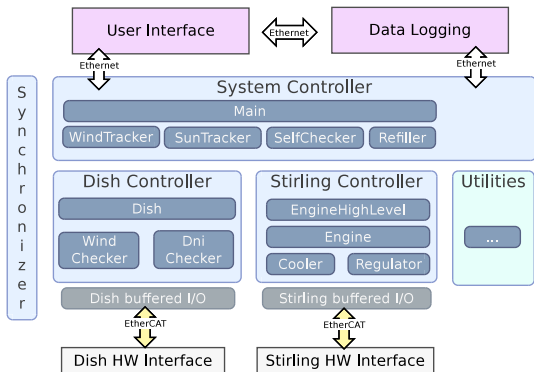 User Interface
Ethernet
Data Logging
Ethernet
Ethernet
Synchronizer
System Controller
Main
WindTracker
SunTracker
SelfChecker
Refiller
Dish Controller
Dish
Wind
Checker
Dni
Checker
Stirling Controller
EngineHighLevel
Engine
Cooler
Regulator
Utilities
...
Dish buffered I/O
Stirling buffered I/O
EtherCAT
EtherCAT
Dish HW Interface
Stirling HW Interface